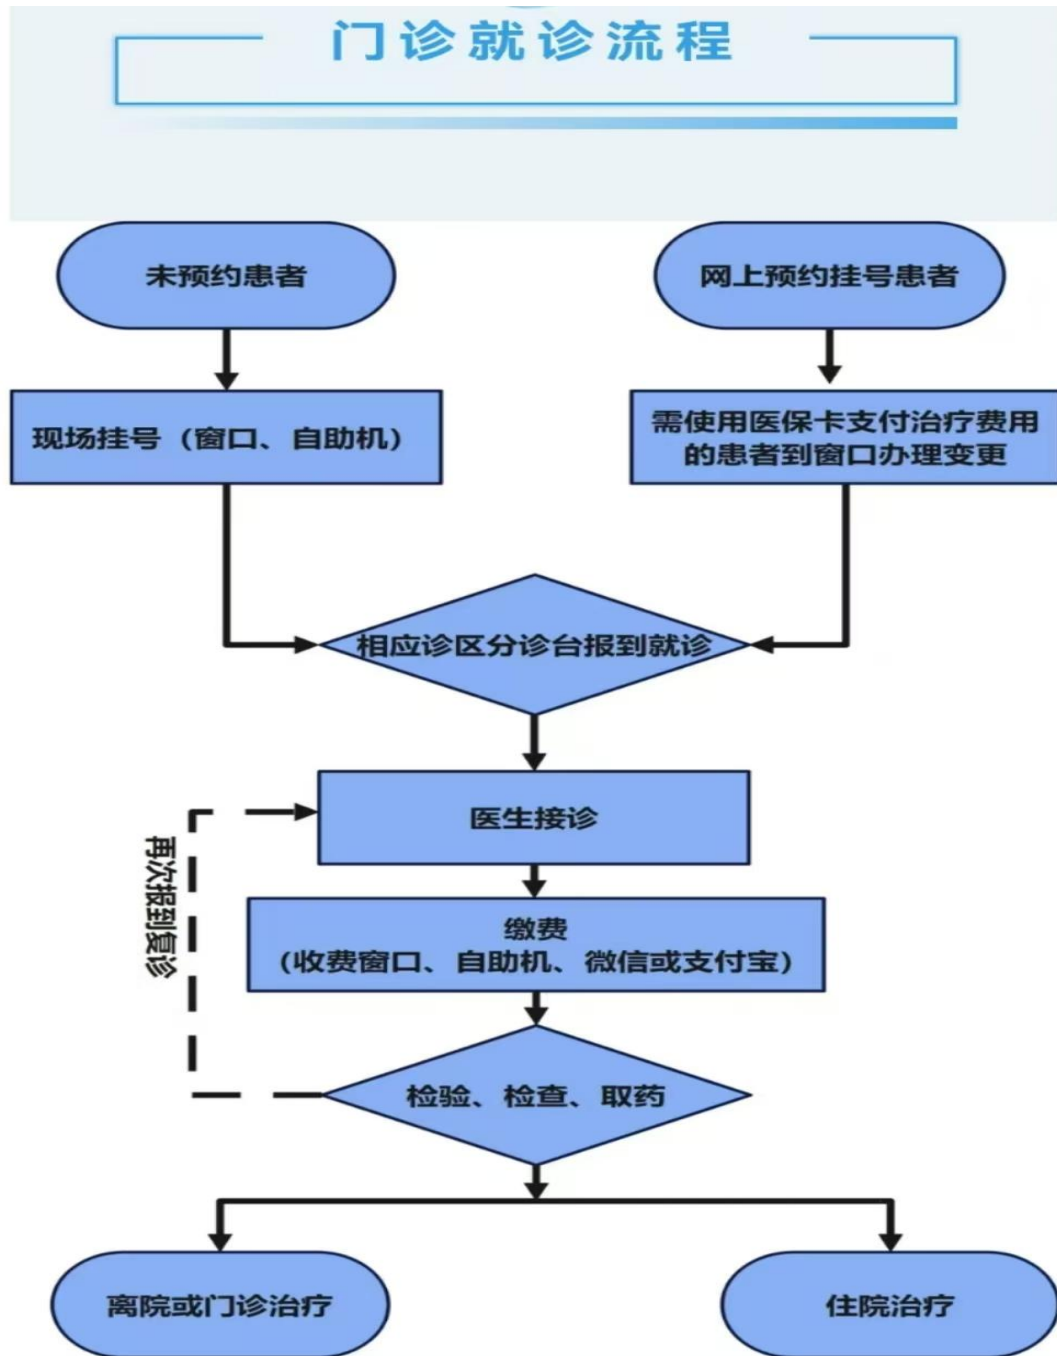 门诊就诊流程
未预约患者
网上预约挂号患者
现场挂号（窗口、自助机）
需使用医保卡支付治疗费用
的患者到窗口办理变更
相应诊区分诊台报到就诊
医生接诊
再次报到复诊
缴费
（收费窗口、自助机、微信或支付宝）
检验、检查、取药
离院或门诊治疗
住院治疗